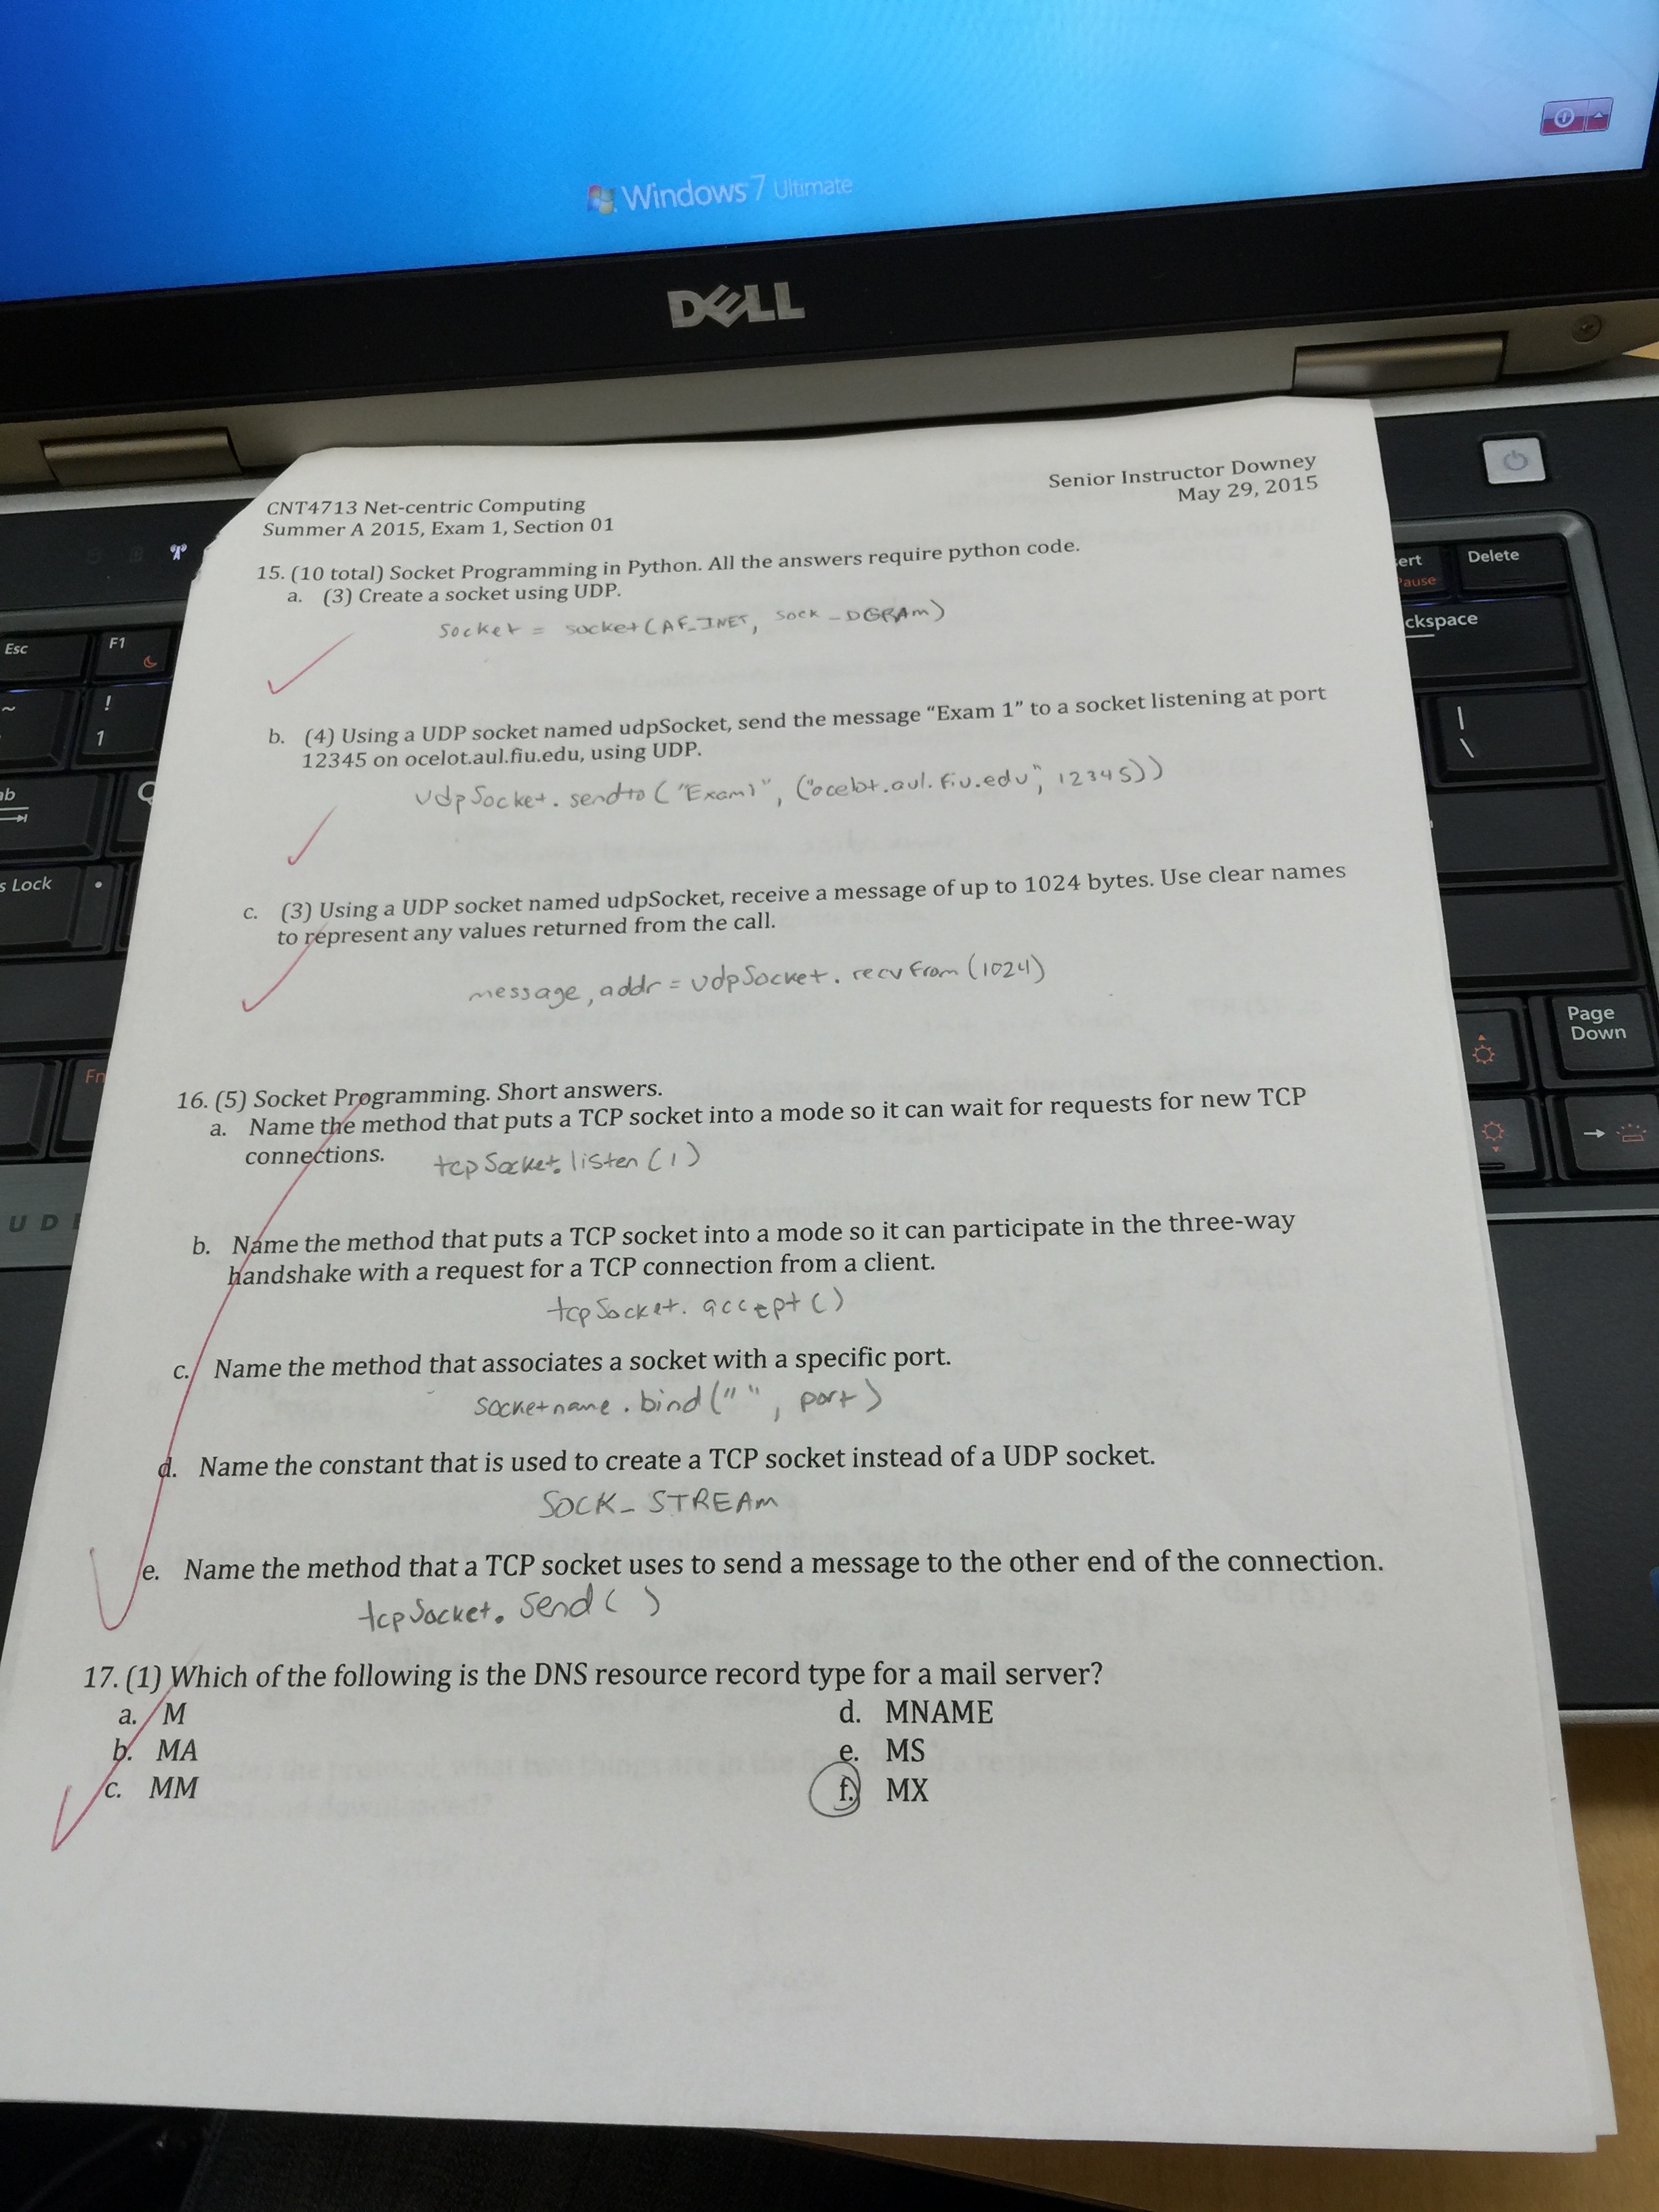 Windows 7 Ultimate
DELL
CNT4713 Net-centric Computing
Summer A 2015, Exam 1, Section 01
Senior Instructor Downey
May 29, 2015
15. (10 total) Socket Programming in Python. All the answers require python code.
a. (3) Create a socket using UDP.
Socket = socket(AF_INET, SOCK_DGRAM)
b. (4) Using a UDP socket named udpSocket, send the message “Exam 1” to a socket listening at port
12345 on ocelot.aul.fiu.edu, using UDP.
udpSocket.sendto("Exam1", ("ocelot.aul.fiu.edu", 12345))
c. (3) Using a UDP socket named udpSocket, receive a message of up to 1024 bytes. Use clear names
to represent any values returned from the call.
message, addr = udpSocket.recvfrom(1024)
16. (5) Socket Programming. Short answers.
a. Name the method that puts a TCP socket into a mode so it can wait for requests for new TCP
connections.
tcpSocket.listen(1)
b. Name the method that puts a TCP socket into a mode so it can participate in the three-way
handshake with a request for a TCP connection from a client.
tcpSocket.accept()
c. Name the method that associates a socket with a specific port.
socketname.bind("", port)
d. Name the constant that is used to create a TCP socket instead of a UDP socket.
SOCK_STREAM
e. Name the method that a TCP socket uses to send a message to the other end of the connection.
tcpSocket.send( )
17. (1) Which of the following is the DNS resource record type for a mail server?
a. M
b. MA
c. MM
d. MNAME
e. MS
f. MX
Esc
F1
~
!
1
Q
Fn
Delete
|
\
Page
Down